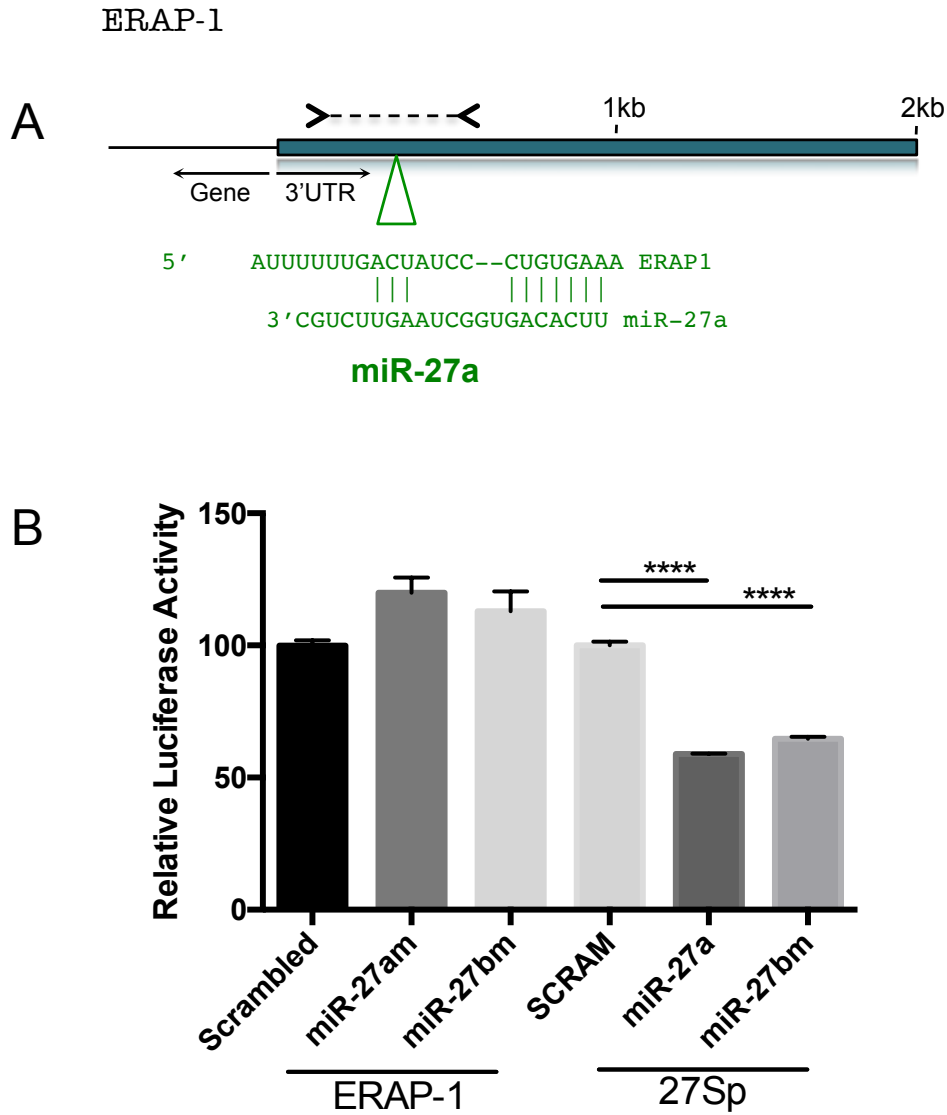 ERAP-1
A
1kb 2kb
Gene 3'UTR
5' AUUUUUUGACUAUCC--CUGUGAAA ERAP1
3'CGUCUUGAAUCGGUGACACUU miR-27a
miR-27a
B
Relative Luciferase Activity
150
100
50
0
**** 
****
Scrambled miR-27am miR-27bm SCRAM miR-27a miR-27bm
ERAP-1 27Sp